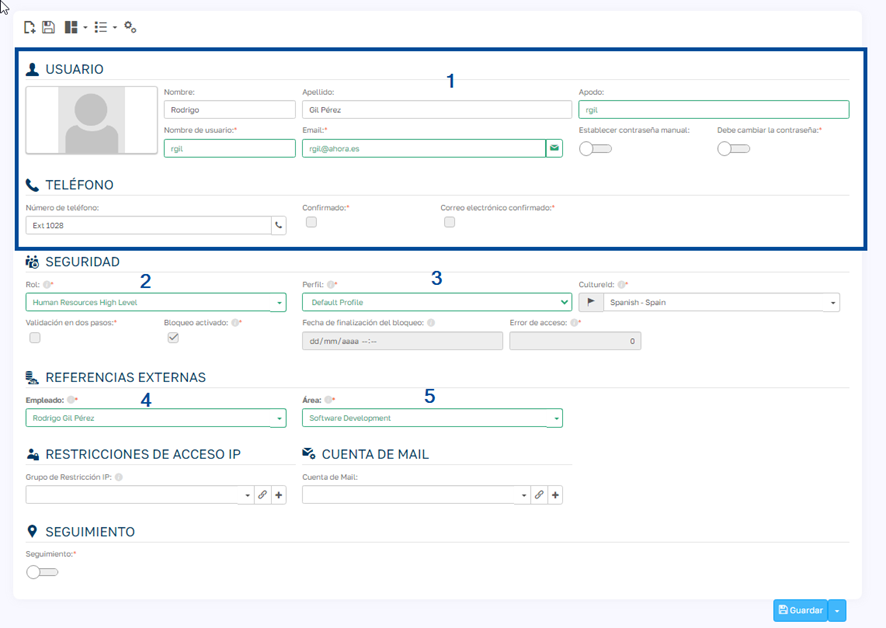 USUARIO
1
Nombre:
Apellido:
Apodo:
Rodrigo
Gil Pérez
rgil
Nombre de usuario:*
Email:*
Establecer contraseña manual:
Debe cambiar la contraseña:*
rgil
rgil@ahora.es
TELÉFONO
Número de teléfono:
Confirmado:*
Correo electrónico confirmado:*
Ext 1028
SEGURIDAD
2
3
Rol: *
Perfil: *
CultureId: *
Human Resources High Level
Default Profile
Spanish - Spain
Validación en dos pasos:*
Bloqueo activado: *
Fecha de finalización del bloqueo:
Error de acceso: *
dd/mm/aaaa --:--
0
REFERENCIAS EXTERNAS
4
5
Empleado: *
Área: *
Rodrigo Gil Pérez
Software Development
RESTRICCIONES DE ACCESO IP
CUENTA DE MAIL
Grupo de Restricción IP:
Cuenta de Mail:
SEGUIMIENTO
Seguimiento:*
Guardar